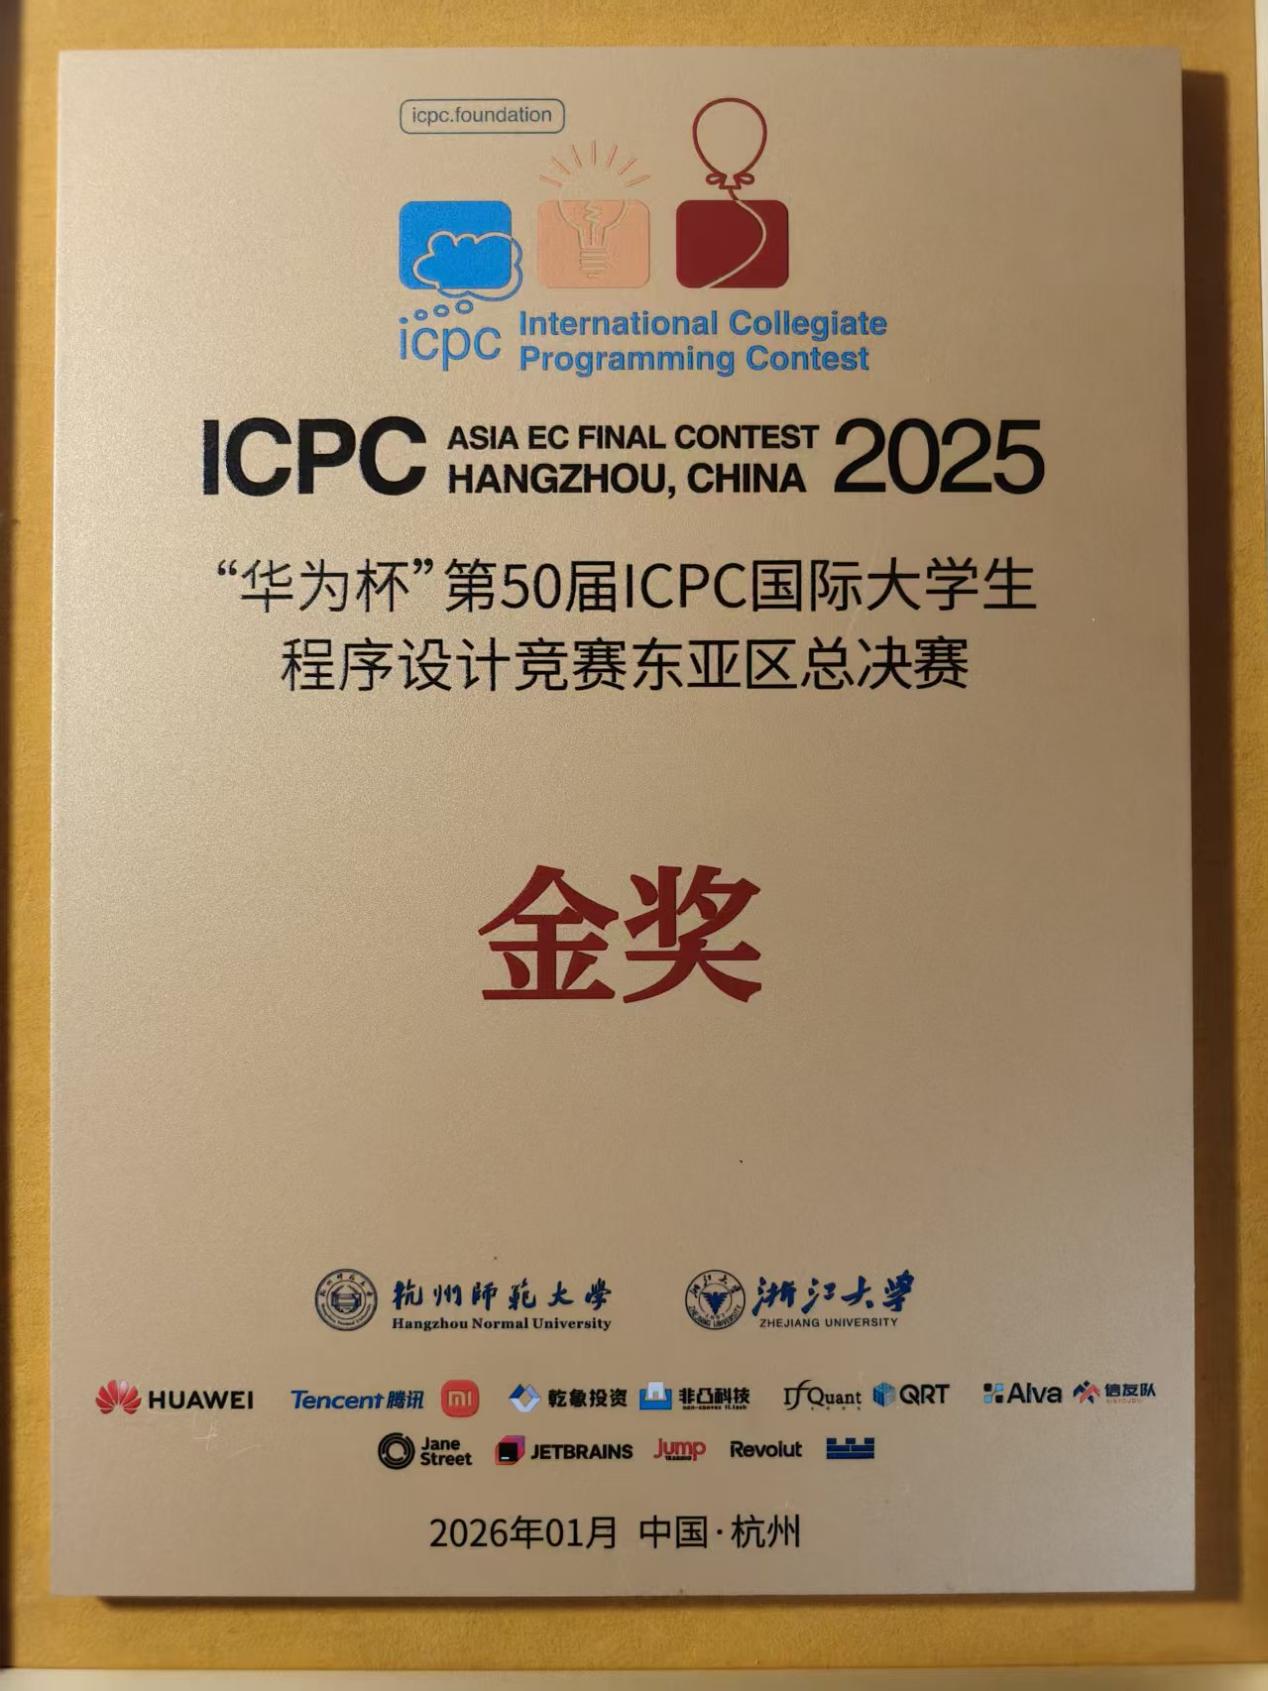 icpc.foundation
icpc International Collegiate
Programming Contest
ICPC ASIA EC FINAL CONTEST 2025
HANGZHOU, CHINA
“华为杯”第50届ICPC国际大学生
程序设计竞赛东亚区总决赛
金奖
杭州师范大学 浙江大学
Hangzhou Normal University ZHEJIANG UNIVERSITY
HUAWEI Tencent腾讯 mi 乾象投资 非凸科技 IfQuant QRT Alva 信友队
Jane Street JETBRAINS Jump TRADING Revolut
2026年01月 中国·杭州